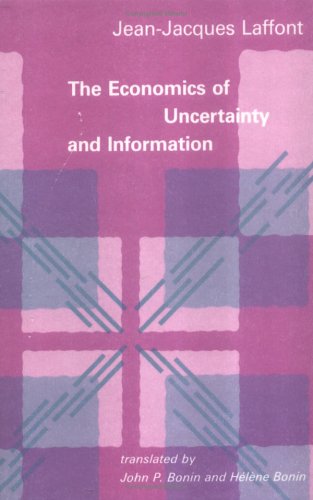 Jean-Jacques Laffont
The Economics of
Uncertainty
and Information
translated by
John P. Bonin and Hélène Bonin